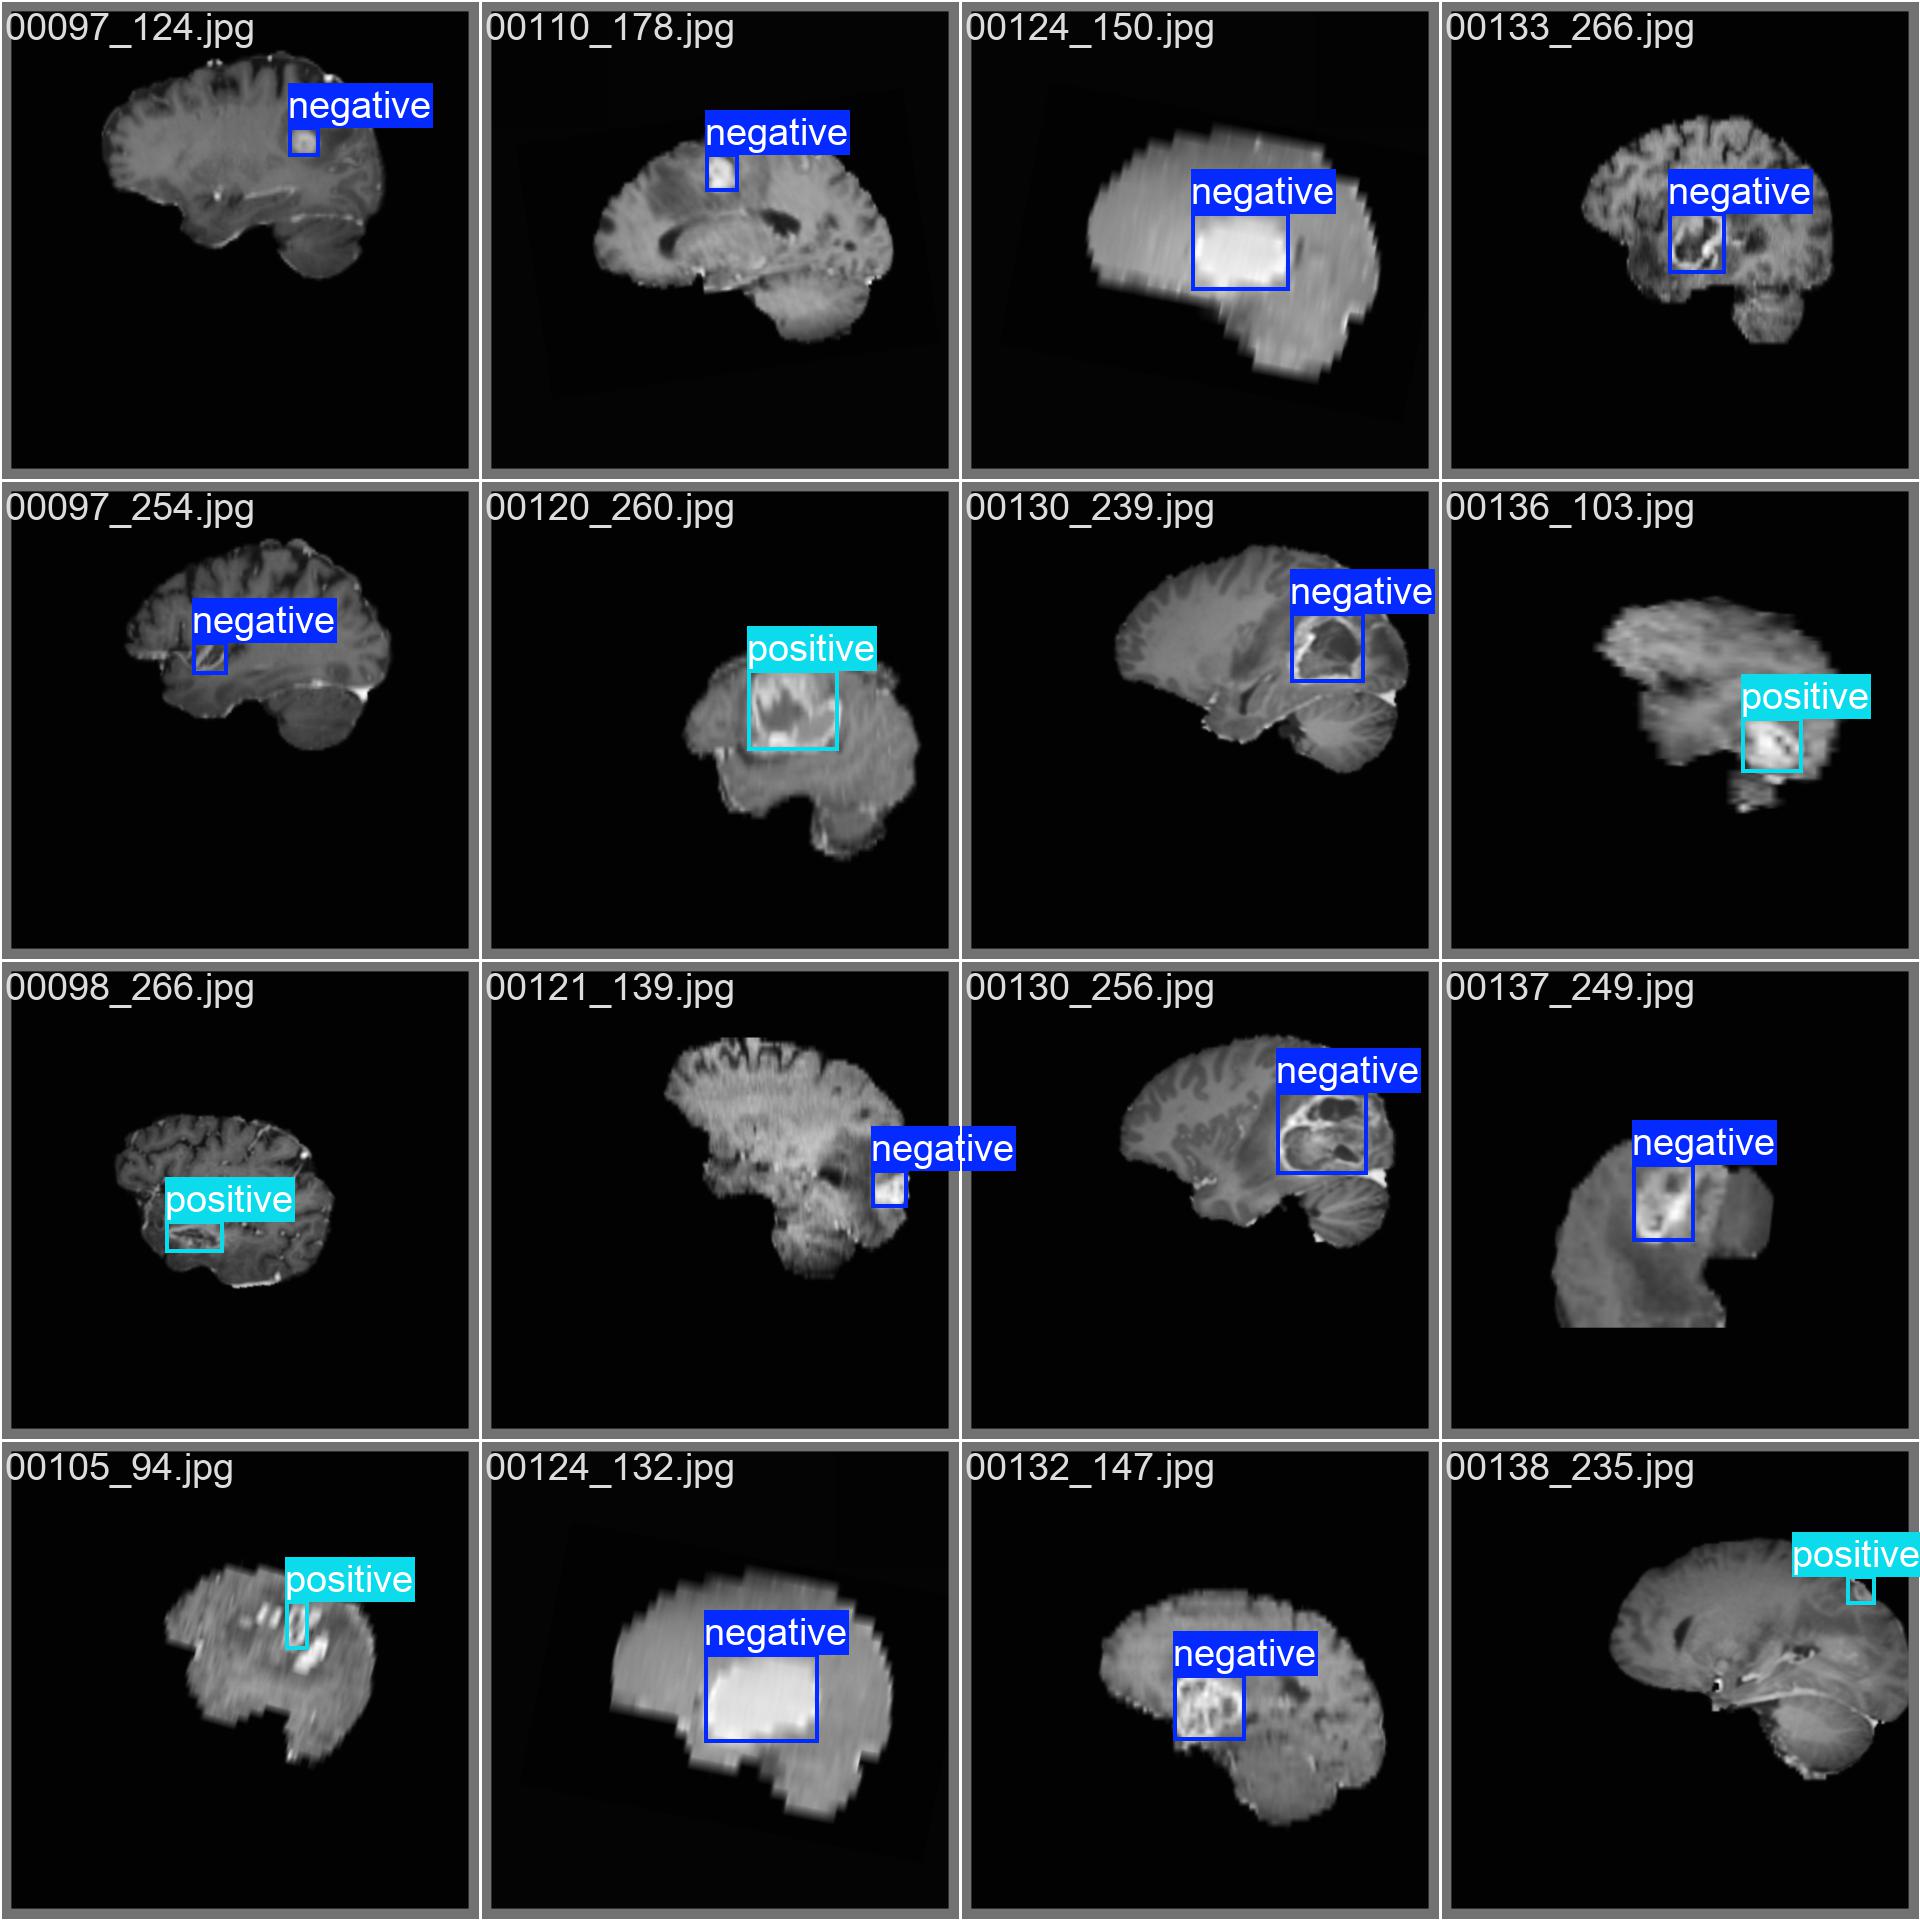 00097_124.jpg
negative
00110_178.jpg
negative
00124_150.jpg
negative
00133_266.jpg
negative
00097_254.jpg
negative
00120_260.jpg
positive
00130_239.jpg
negative
00136_103.jpg
positive
00098_266.jpg
positive
00121_139.jpg
negative
00130_256.jpg
negative
00137_249.jpg
negative
00105_94.jpg
positive
00124_132.jpg
negative
00132_147.jpg
negative
00138_235.jpg
positive